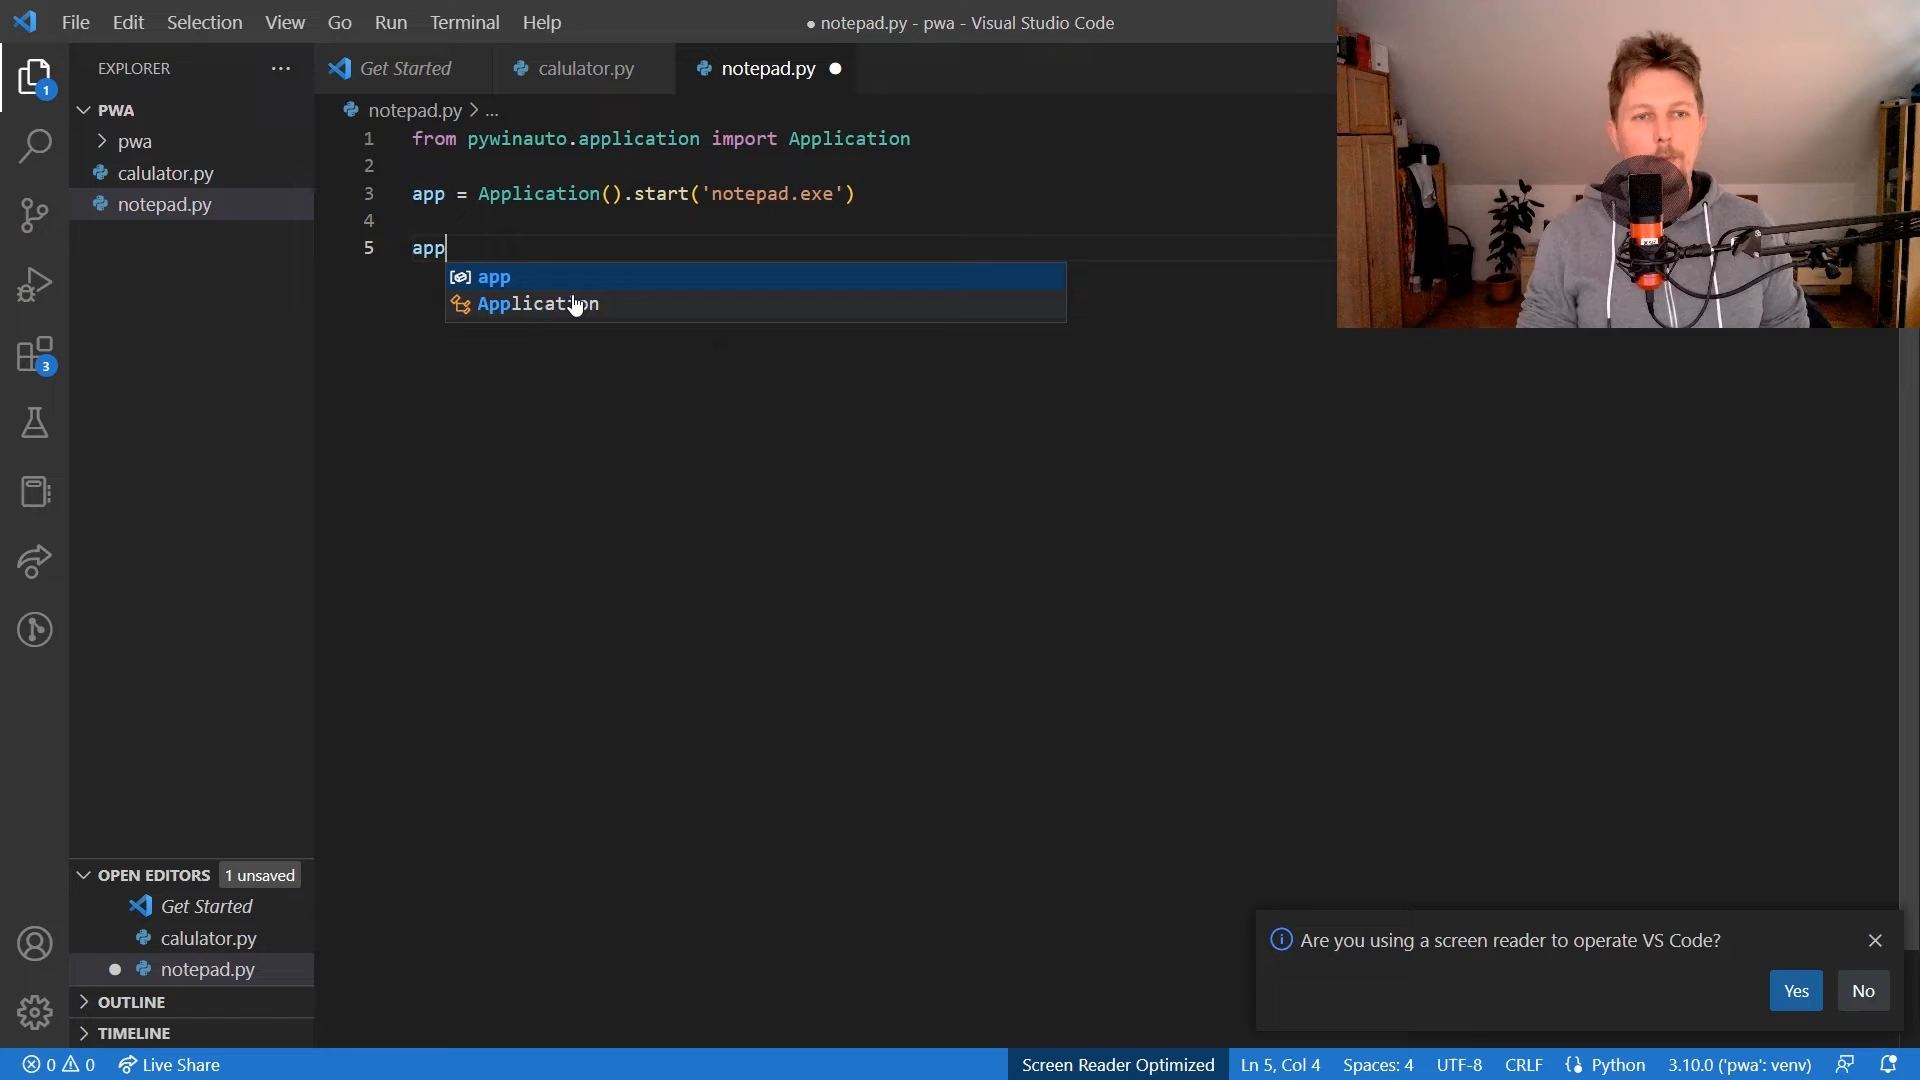 File Edit Selection View Go Run Terminal Help
● notepad.py - pwa - Visual Studio Code
EXPLORER ...
Get Started calulator.py notepad.py
PWA
pwa
calulator.py
notepad.py
notepad.py > ...
1 from pywinauto.application import Application
2
3 app = Application().start('notepad.exe')
4
5 app
app
Application
1
3
OPEN EDITORS 1 unsaved
Get Started
calulator.py
notepad.py
OUTLINE
TIMELINE
Are you using a screen reader to operate VS Code?
Yes No
0 0 Live Share
Screen Reader Optimized Ln 5, Col 4 Spaces: 4 UTF-8 CRLF Python 3.10.0 ('pwa': venv)